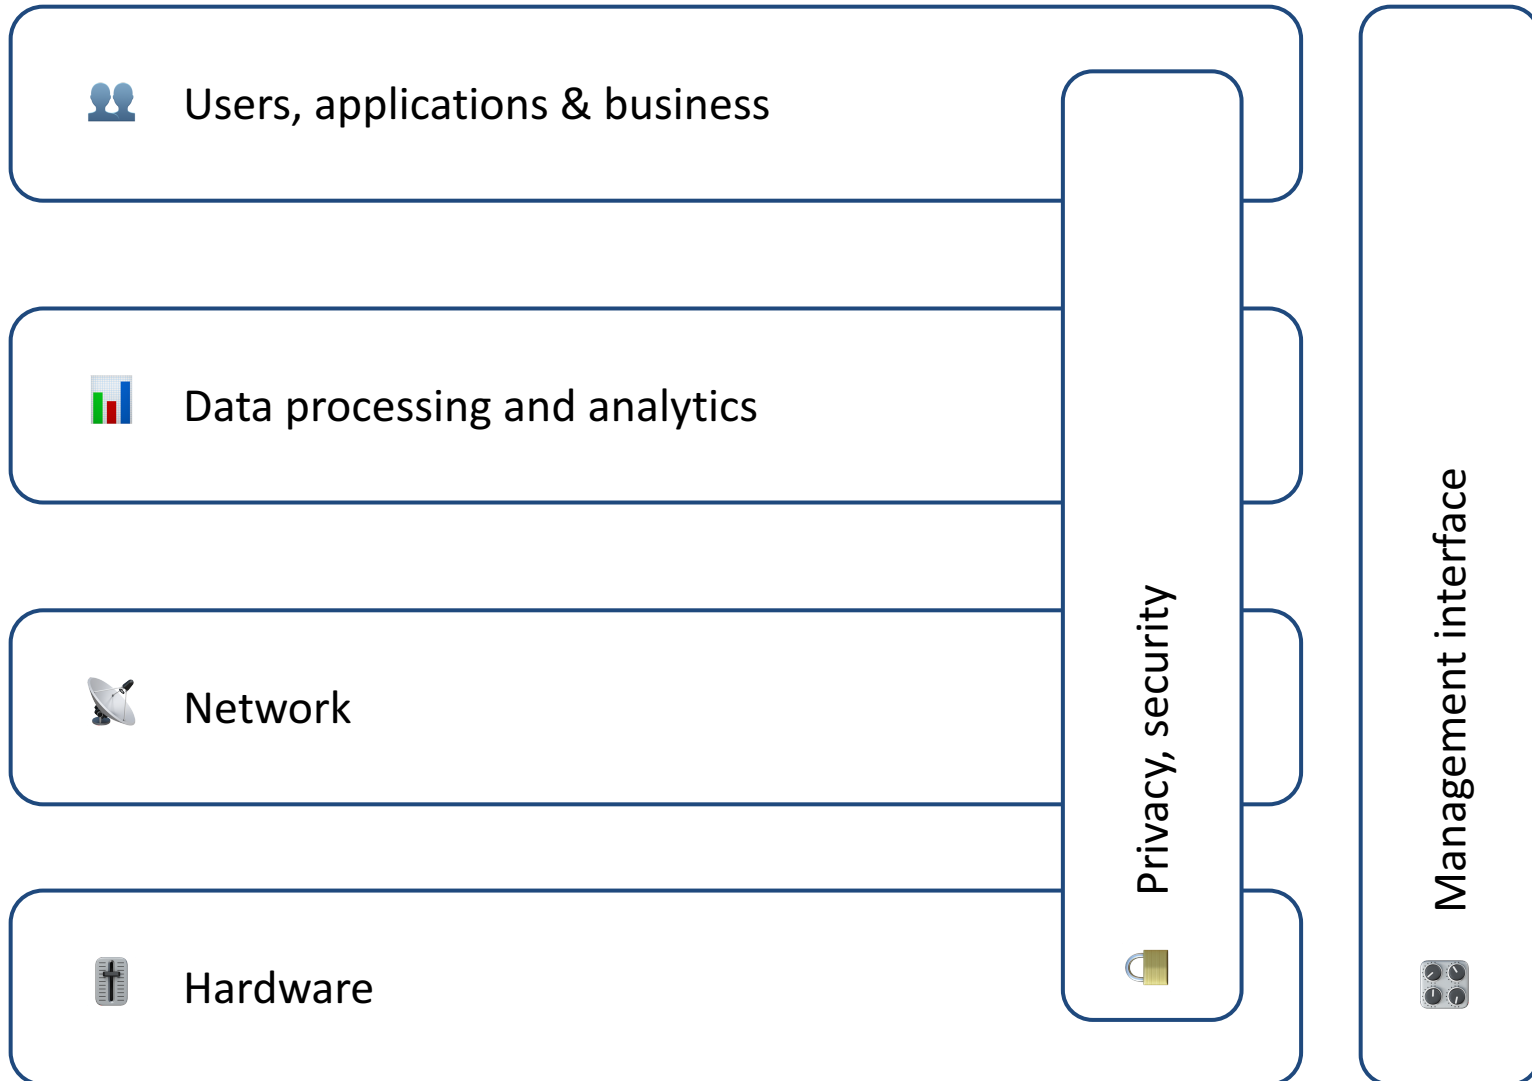 Users, applications & business
Data processing and analytics
Network
Hardware
Privacy, security
Management interface